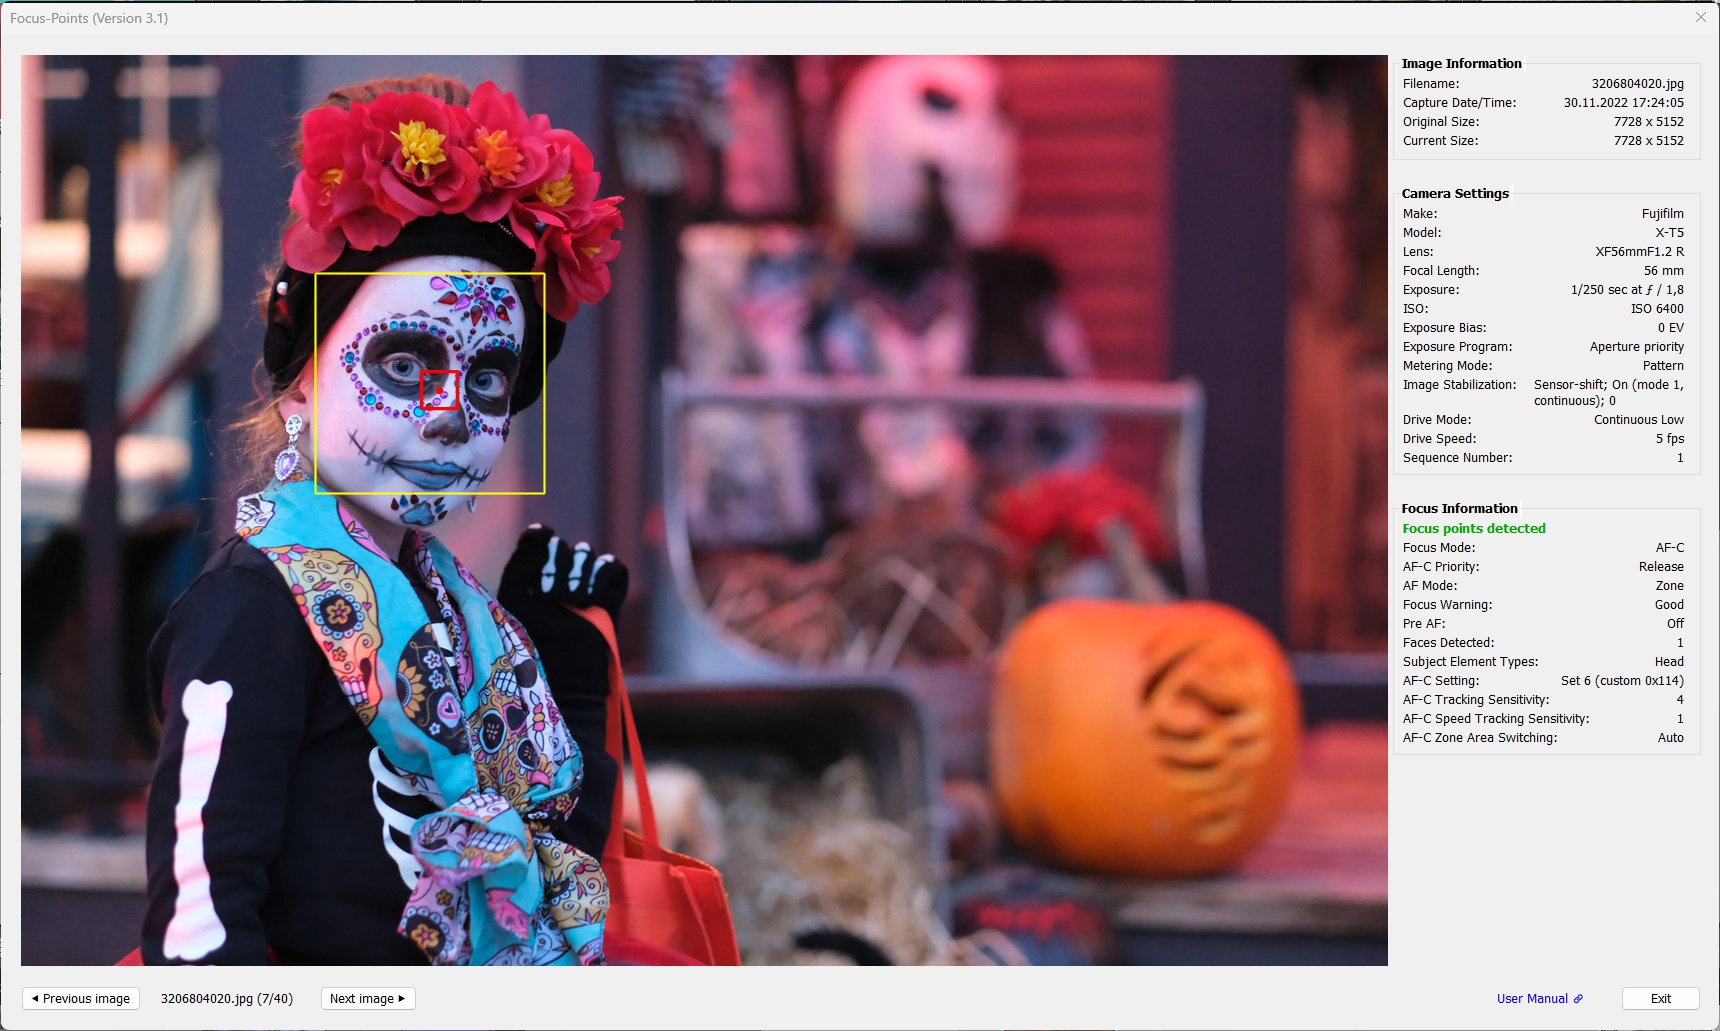 Focus-Points (Version 3.1)
Image Information
Filename: 3206804020.jpg
Capture Date/Time: 30.11.2022 17:24:05
Original Size: 7728 x 5152
Current Size: 7728 x 5152
Camera Settings
Make: Fujifilm
Model: X-T5
Lens: XF56mmF1.2 R
Focal Length: 56 mm
Exposure: 1/250 sec at ƒ / 1,8
ISO: ISO 6400
Exposure Bias: 0 EV
Exposure Program: Aperture priority
Metering Mode: Pattern
Image Stabilization: Sensor-shift; On (mode 1,
continuous); 0
Drive Mode: Continuous Low
Drive Speed: 5 fps
Sequence Number: 1
Focus Information
Focus points detected
Focus Mode: AF-C
AF-C Priority: Release
AF Mode: Zone
Focus Warning: Good
Pre AF: Off
Faces Detected: 1
Subject Element Types: Head
AF-C Setting: Set 6 (custom 0x114)
AF-C Tracking Sensitivity: 4
AF-C Speed Tracking Sensitivity: 1
AF-C Zone Area Switching: Auto
Previous image 3206804020.jpg (7/40) Next image User Manual Exit